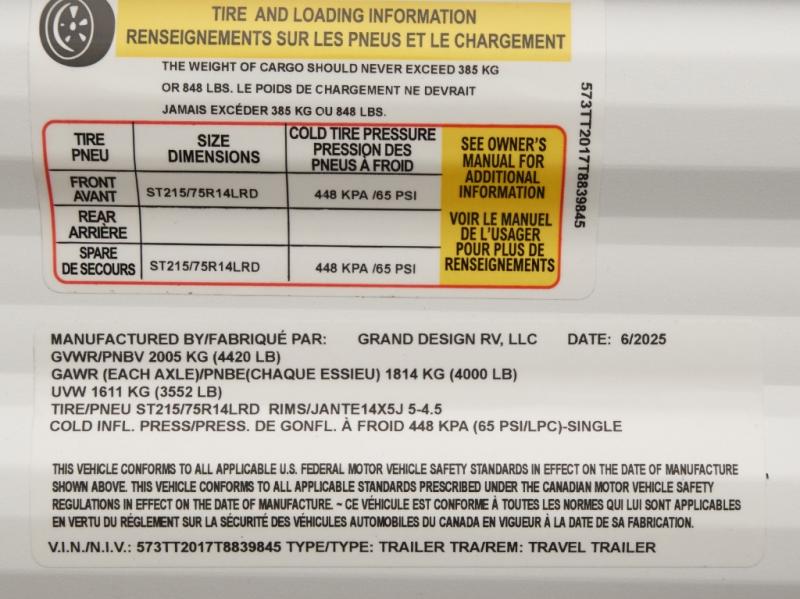 TIRE AND LOADING INFORMATION
RENSEIGNEMENTS SUR LES PNEUS ET LE CHARGEMENT
THE WEIGHT OF CARGO SHOULD NEVER EXCEED 385 KG
OR 848 LBS. LE POIDS DE CHARGEMENT NE DEVRAIT
JAMAIS EXCÉDER 385 KG OU 848 LBS.
TIRE
PNEU
SIZE
DIMENSIONS
COLD TIRE PRESSURE
PRESSION DES
PNEUS À FROID
SEE OWNER'S
MANUAL FOR
ADDITIONAL
INFORMATION
FRONT
AVANT
ST215/75R14LRD
448 KPA /65 PSI
REAR
ARRIÈRE
VOIR LE MANUEL
DE L'USAGER
POUR PLUS DE
RENSEIGNEMENTS
SPARE
DE SECOURS
ST215/75R14LRD
448 KPA /65 PSI
573TT2017T8839845
MANUFACTURED BY/FABRIQUÉ PAR: GRAND DESIGN RV, LLC DATE: 6/2025
GVWR/PNBV 2005 KG (4420 LB)
GAWR (EACH AXLE)/PNBE(CHAQUE ESSIEU) 1814 KG (4000 LB)
UVW 1611 KG (3552 LB)
TIRE/PNEU ST215/75R14LRD RIMS/JANTE14X5J 5-4.5
COLD INFL. PRESS/PRESS. DE GONFL. À FROID 448 KPA (65 PSI/LPC)-SINGLE
THIS VEHICLE CONFORMS TO ALL APPLICABLE U.S. FEDERAL MOTOR VEHICLE SAFETY STANDARDS IN EFFECT ON THE DATE OF MANUFACTURE
SHOWN ABOVE. THIS VEHICLE CONFORMS TO ALL APPLICABLE STANDARDS PRESCRIBED UNDER THE CANADIAN MOTOR VEHICLE SAFETY
REGULATIONS IN EFFECT ON THE DATE OF MANUFACTURE. ~ CE VÉHICULE EST CONFORME À TOUTES LES NORMES QUI LUI SONT APPLICABLES
EN VERTU DU RÉGLEMENT SUR LA SÉCURITÉ DES VÉHICULES AUTOMOBILES DU CANADA EN VIGUEUR À LA DATE DE SA FABRICATION.
V.I.N./N.I.V.: 573TT2017T8839845 TYPE/TYPE: TRAILER TRA/REM: TRAVEL TRAILER